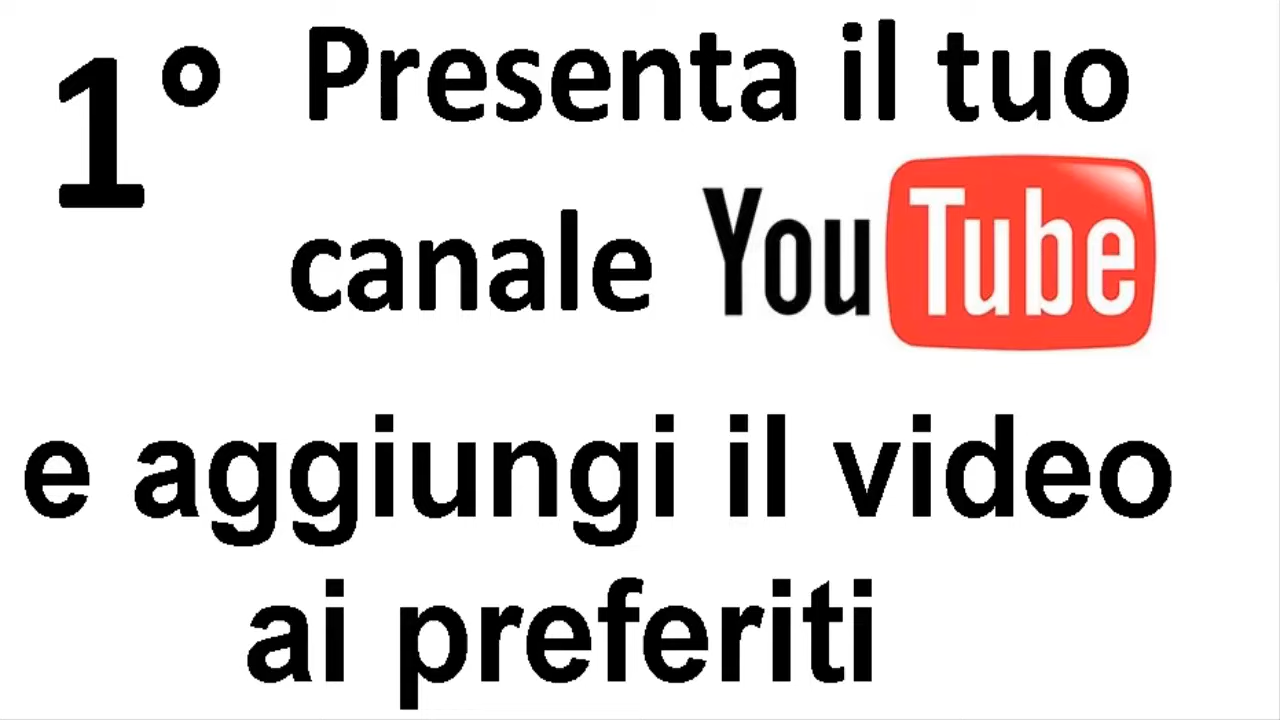 1° Presenta il tuo
canale YouTube
e aggiungi il video
ai preferiti